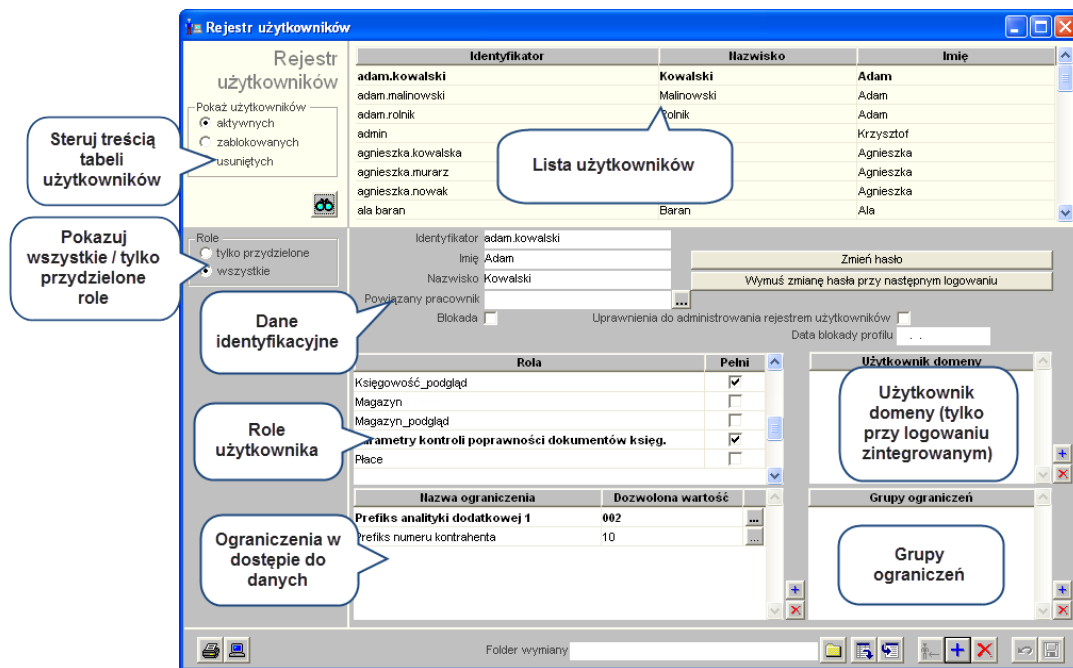 Rejestr użytkowników
Rejestr
użytkowników
Pokaż użytkowników
aktywnych
zablokowanych
usuniętych
Steruj treścią
tabeli
użytkowników
Identyfikator Nazwisko Imię
adam.kowalski Kowalski Adam
adam.malinowski Malinowski Adam
adam.rolnik Adam
admin Krzysztof
agnieszka.kowalska Agnieszka
agnieszka.murarz Agnieszka
agnieszka.nowak Agnieszka
ala baran Baran Ala
Lista użytkowników
Pokazuj
wszystkie / tylko
przydzielone
role
Role
tylko przydzielone
wszystkie
Identyfikator adam.kowalski
Imię Adam
Nazwisko Kowalski
Powiązany pracownik ...
Blokada
Zmień hasło
Wymuś zmianę hasła przy następnym logowaniu
Uprawnienia do administrowania rejestrem użytkowników
Data blokady profilu . .
Dane
identyfikacyjne
Rola Pełni
Księgowość_podgląd
Magazyn
Magazyn_podgląd
kontroli poprawności dokumentów księg.
Płace
Role
użytkownika
Użytkownik domeny
Użytkownik
domeny (tylko
przy logowaniu
zintegrowanym)
Nazwa ograniczenia Dozwolona wartość
Prefiks analityki dodatkowej 1 002 ...
Prefiks numeru kontrahenta 10 ...
Ograniczenia w
dostępie do
danych
Grupy ograniczeń
Grupy
ograniczeń
Folder wymiany